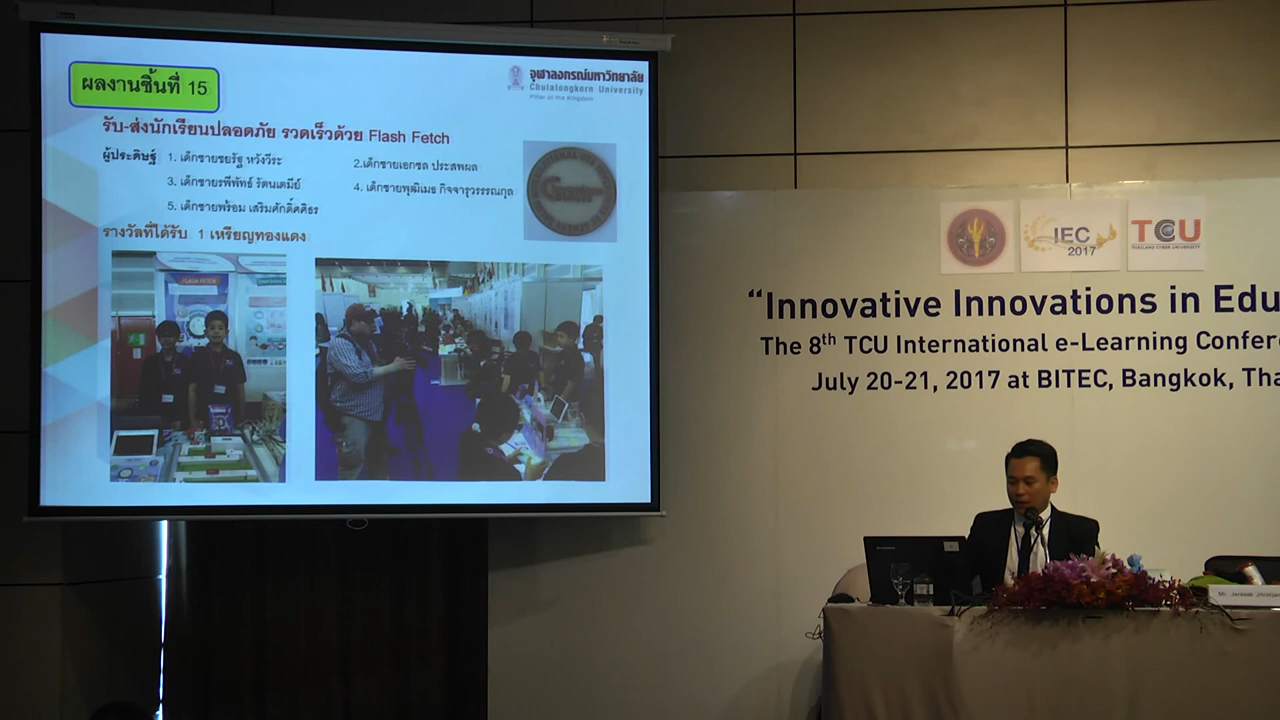 ผลงานชิ้นที่ 15
จุฬาลงกรณ์มหาวิทยาลัย
Chulalongkorn University
Pillar of the Kingdom
รับ-ส่งนักเรียนปลอดภัย รวดเร็วด้วย Flash Fetch
ผู้ประดิษฐ์ 1. เด็กชายชยรัฐ หวังวีระ 2.เด็กชายเอกชล ประสพผล
3. เด็กชายรพีพัทธ์ รัตนเตมีย์ 4. เด็กชายพุฒิเมธ กิจจารุวรรณกุล
5. เด็กชายพร้อม เสริมศักดิ์ศศิธร
รางวัลที่ได้รับ 1 เหรียญทองแดง
FLASH FETCH
IEC
2017
TCU
THAILAND CYBER UNIVERSITY
“Innovative Innovations in Edu
The 8th TCU International e-Learning Confere
July 20-21, 2017 at BITEC, Bangkok, Tha